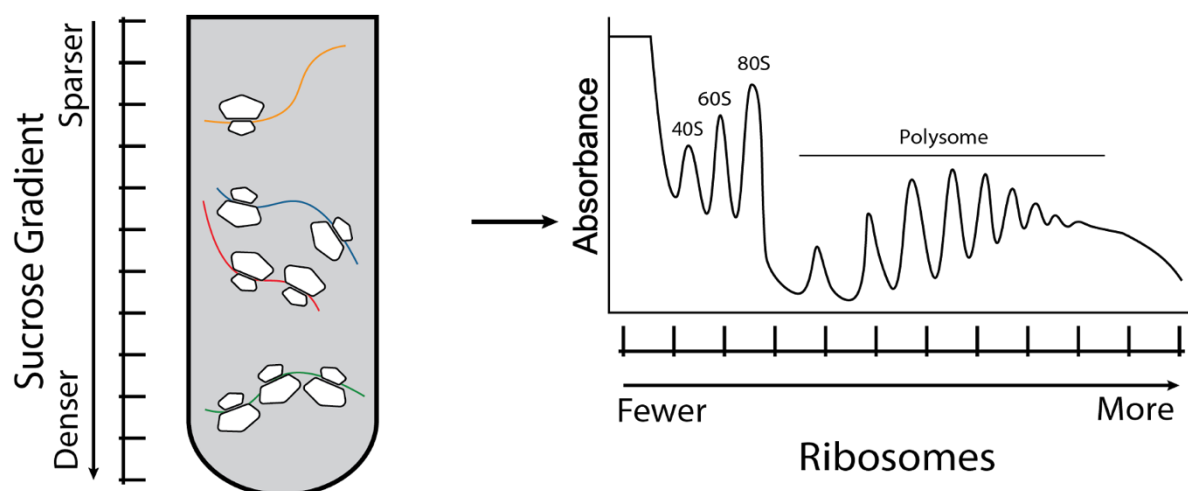 Sucrose Gradient
Sparser
Denser
Absorbance
40S
60S
80S
Polysome
Fewer
More
Ribosomes